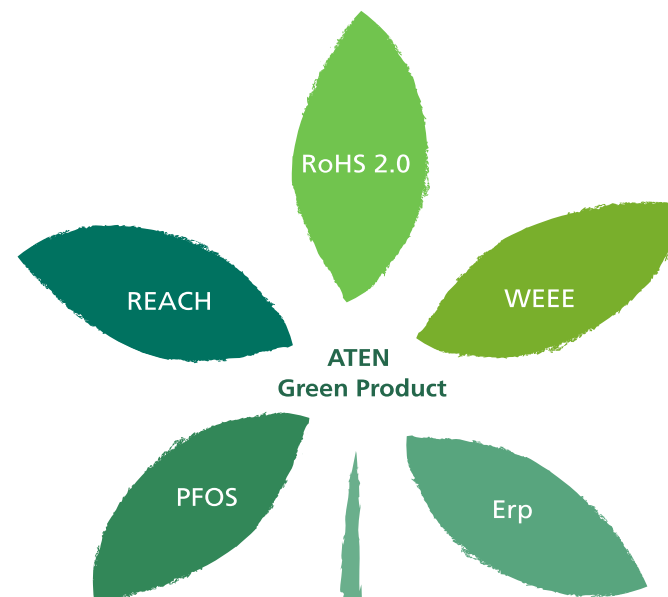 RoHS 2.0
REACH
WEEE
ATEN
Green Product
PFOS
Erp